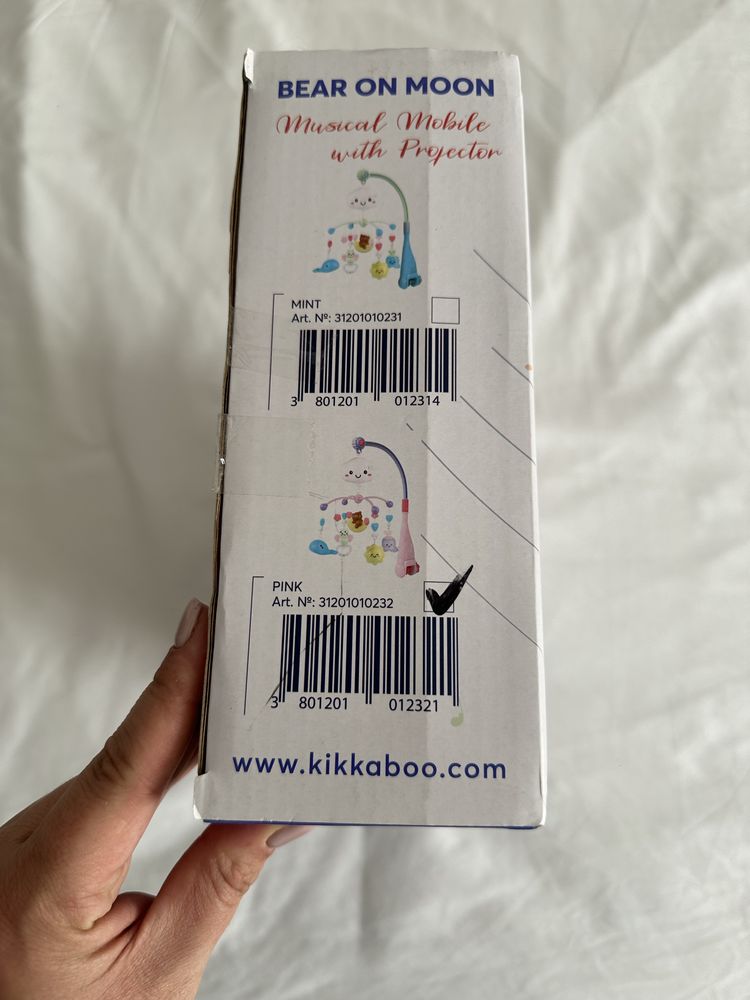 BEAR ON MOON
Musical Mobile
with Projector
MINT
Art. Nº: 31201010231
3 801201 012314
PINK
Art. Nº: 31201010232
3 801201 012321
www.kikkaboo.com